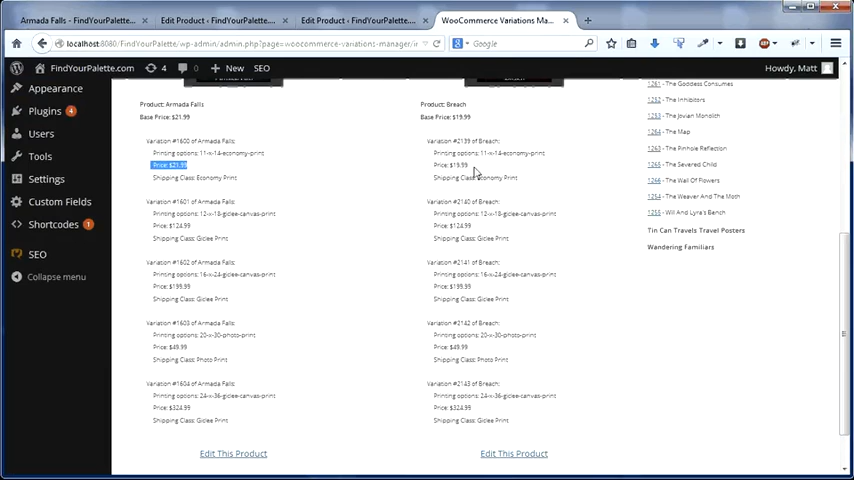 Armada Falls - FindYourPalette....
Edit Product ‹ FindYourPalette....
Edit Product ‹ FindYourPalette....
WooCommerce Variations Ma...
localhost:8080/FindYourPalette/wp-admin/admin.php?page=woocommerce-variations-manager/i
Google
FindYourPalette.com
4
0
New
SEO
Howdy, Matt
Appearance
Plugins 4
Users
Tools
Settings
Custom Fields
Shortcodes 1
SEO
Collapse menu
Product: Armada Falls
Base Price: $21.99
Variation #1600 of Armada Falls:
Printing options: 11-x-14-economy-print
Price: $21.99
Shipping Class: Economy Print
Variation #1601 of Armada Falls:
Printing options: 12-x-18-giclee-canvas-print
Price: $124.99
Shipping Class: Giclee Print
Variation #1602 of Armada Falls:
Printing options: 16-x-24-giclee-canvas-print
Price: $199.99
Shipping Class: Giclee Print
Variation #1603 of Armada Falls:
Printing options: 20-x-30-photo-print
Price: $49.99
Shipping Class: Photo Print
Variation #1604 of Armada Falls:
Printing options: 24-x-36-giclee-canvas-print
Price: $324.99
Shipping Class: Giclee Print
Edit This Product
Product: Breach
Base Price: $19.99
Variation #2139 of Breach:
Printing options: 11-x-14-economy-print
Price: $19.99
Shipping Class: Economy Print
Variation #2140 of Breach:
Printing options: 12-x-18-giclee-canvas-print
Price: $124.99
Shipping Class: Giclee Print
Variation #2141 of Breach:
Printing options: 16-x-24-giclee-canvas-print
Price: $199.99
Shipping Class: Giclee Print
Variation #2142 of Breach:
Printing options: 20-x-30-photo-print
Price: $49.99
Shipping Class: Photo Print
Variation #2143 of Breach:
Printing options: 24-x-36-giclee-canvas-print
Price: $324.99
Shipping Class: Giclee Print
Edit This Product
1261 - The Goddess Consumes
1262 - The Inhibitors
1253 - The Jovian Monolith
1264 - The Map
1263 - The Pinhole Reflection
1265 - The Severed Child
1266 - The Wall Of Flowers
1254 - The Weaver And The Moth
1255 - Will And Lyra's Bench
Tin Can Travels Travel Posters
Wandering Familiars